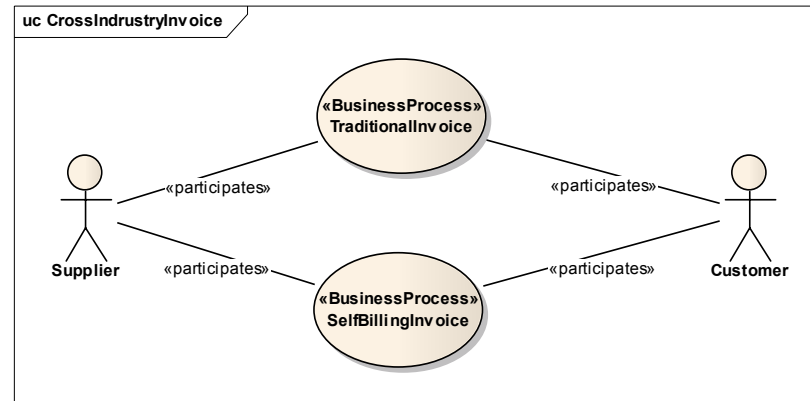 uc CrossIndrustryInvoice
«BusinessProcess»
TraditionalInvoice
«participates»
«participates»
Supplier
«participates»
«participates»
Customer
«BusinessProcess»
SelfBillingInvoice